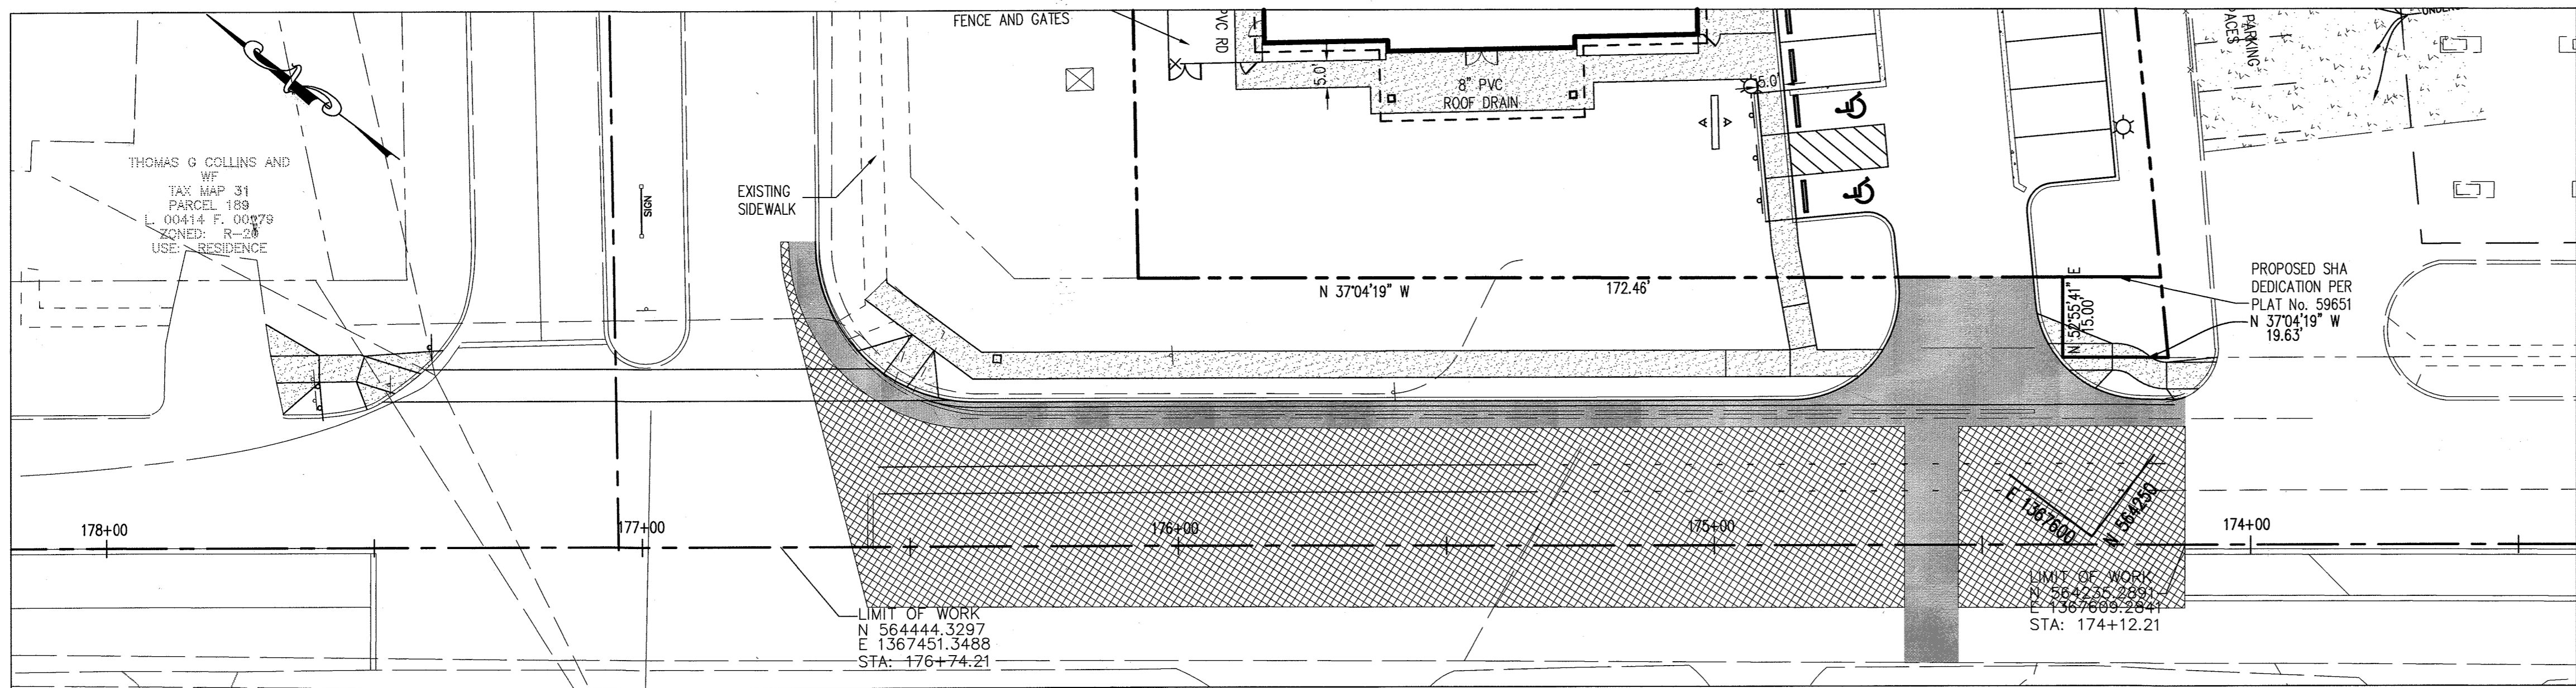 FENCE AND GATES
PVC RD
5.0'
8" PVC
ROOF DRAIN
5.0'
PARKING
THOMAS G COLLINS AND
WF
TAX MAP 31
PARCEL 189
L. 00414 F. 00279
ZONED: R-20
USE: RESIDENCE
SIGN
EXISTING
SIDEWALK
N 37°04'19" W
172.46'
N 52°55'41" E
15.00'
PROPOSED SHA
DEDICATION PER
PLAT No. 59651
N 37°04'19" W
19.63'
178+00
177+00
176+00
175+00
174+00
E 1367600
N 564250
LIMIT OF WORK
N 564444.3297
E 1367451.3488
STA: 176+74.21
LIMIT OF WORK
N 564235.2891
E 1367609.2841
STA: 174+12.21